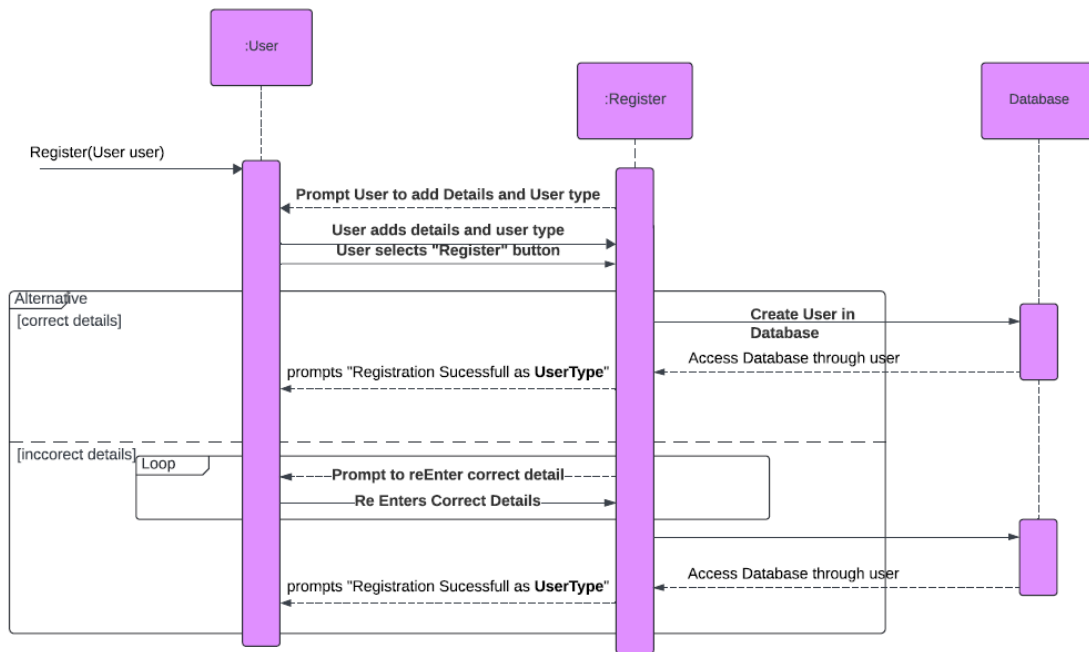 :User
:Register
Database
Register(User user)
Prompt User to add Details and User type
User adds details and user type
User selects "Register" button
Alternative
[correct details]
Create User in
Database
Access Database through user
prompts "Registration Sucessfull as UserType"
[inccorect details]
Loop
Prompt to reEnter correct detail
Re Enters Correct Details
Access Database through user
prompts "Registration Sucessfull as UserType"